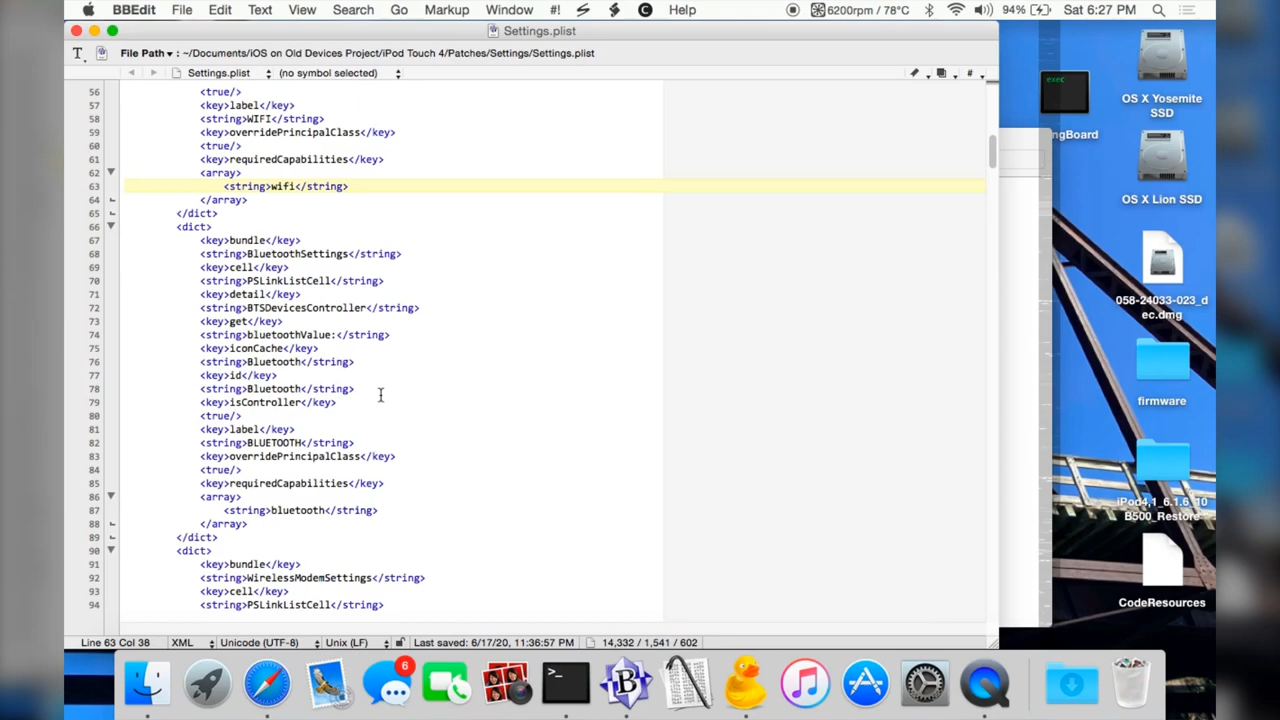 BBEdit File Edit Text View Search Go Markup Window #! Help 6200rpm / 78°C 94% Sat 6:27 PM
Settings.plist
File Path ▾ : ~/Documents/iOS on Old Devices Project/iPod Touch 4/Patches/Settings/Settings.plist
Settings.plist (no symbol selected) #
56 <true/>
57 <key>label</key>
58 <string>WIFI</string>
59 <key>overridePrincipalClass</key>
60 <true/>
61 <key>requiredCapabilities</key>
62 <array>
63 <string>wifi</string>
64 </array>
65 </dict>
66 <dict>
67 <key>bundle</key>
68 <string>BluetoothSettings</string>
69 <key>cell</key>
70 <string>PSLinkListCell</string>
71 <key>detail</key>
72 <string>BTSDevicesController</string>
73 <key>get</key>
74 <string>bluetoothValue:</string>
75 <key>iconCache</key>
76 <string>Bluetooth</string>
77 <key>id</key>
78 <string>Bluetooth</string>
79 <key>isController</key>
80 <true/>
81 <key>label</key>
82 <string>BLUETOOTH</string>
83 <key>overridePrincipalClass</key>
84 <true/>
85 <key>requiredCapabilities</key>
86 <array>
87 <string>bluetooth</string>
88 </array>
89 </dict>
90 <dict>
91 <key>bundle</key>
92 <string>WirelessModemSettings</string>
93 <key>cell</key>
94 <string>PSLinkListCell</string>
Line 63 Col 38 XML Unicode (UTF-8) Unix (LF) Last saved: 6/17/20, 11:36:57 PM 14,332 / 1,541 / 602
exec
ngBoard
OS X Yosemite
SSD
OS X Lion SSD
058-24033-023_d
ec.dmg
firmware
iPod4,1_6.1.6_10
B500_Restore
CodeResources
6